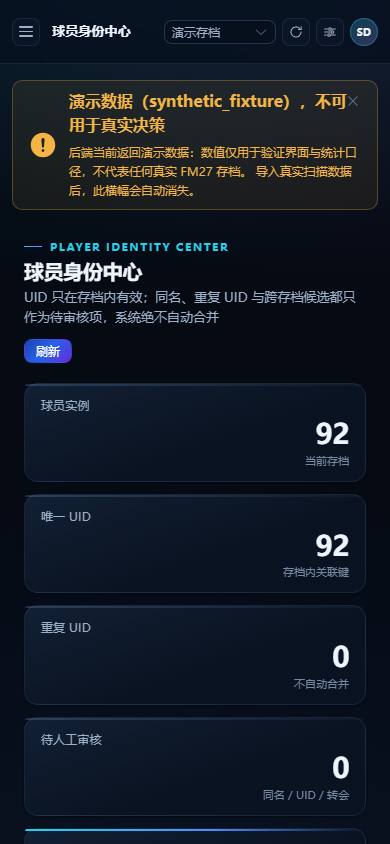 球员身份中心
演示存档
SD
演示数据（synthetic_fixture），不可
用于真实决策
后端当前返回演示数据：数值仅用于验证界面与统计口
径，不代表任何真实 FM27 存档。 导入真实扫描数据
后，此横幅会自动消失。
PLAYER IDENTITY CENTER
球员身份中心
UID 只在存档内有效；同名、重复 UID 与跨存档候选都只
作为待审核项，系统绝不自动合并
刷新
球员实例
92
当前存档
唯一 UID
92
存档内关联键
重复 UID
0
不自动合并
待人工审核
0
同名 / UID / 转会